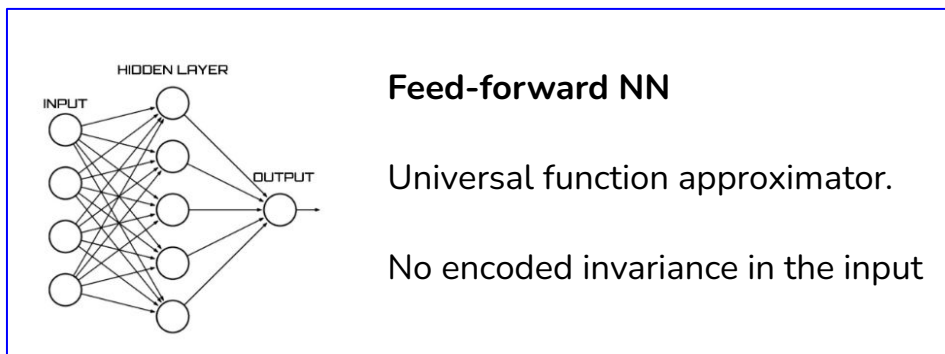 HIDDEN LAYER
INPUT
OUTPUT
Feed-forward NN
Universal function approximator.
No encoded invariance in the input